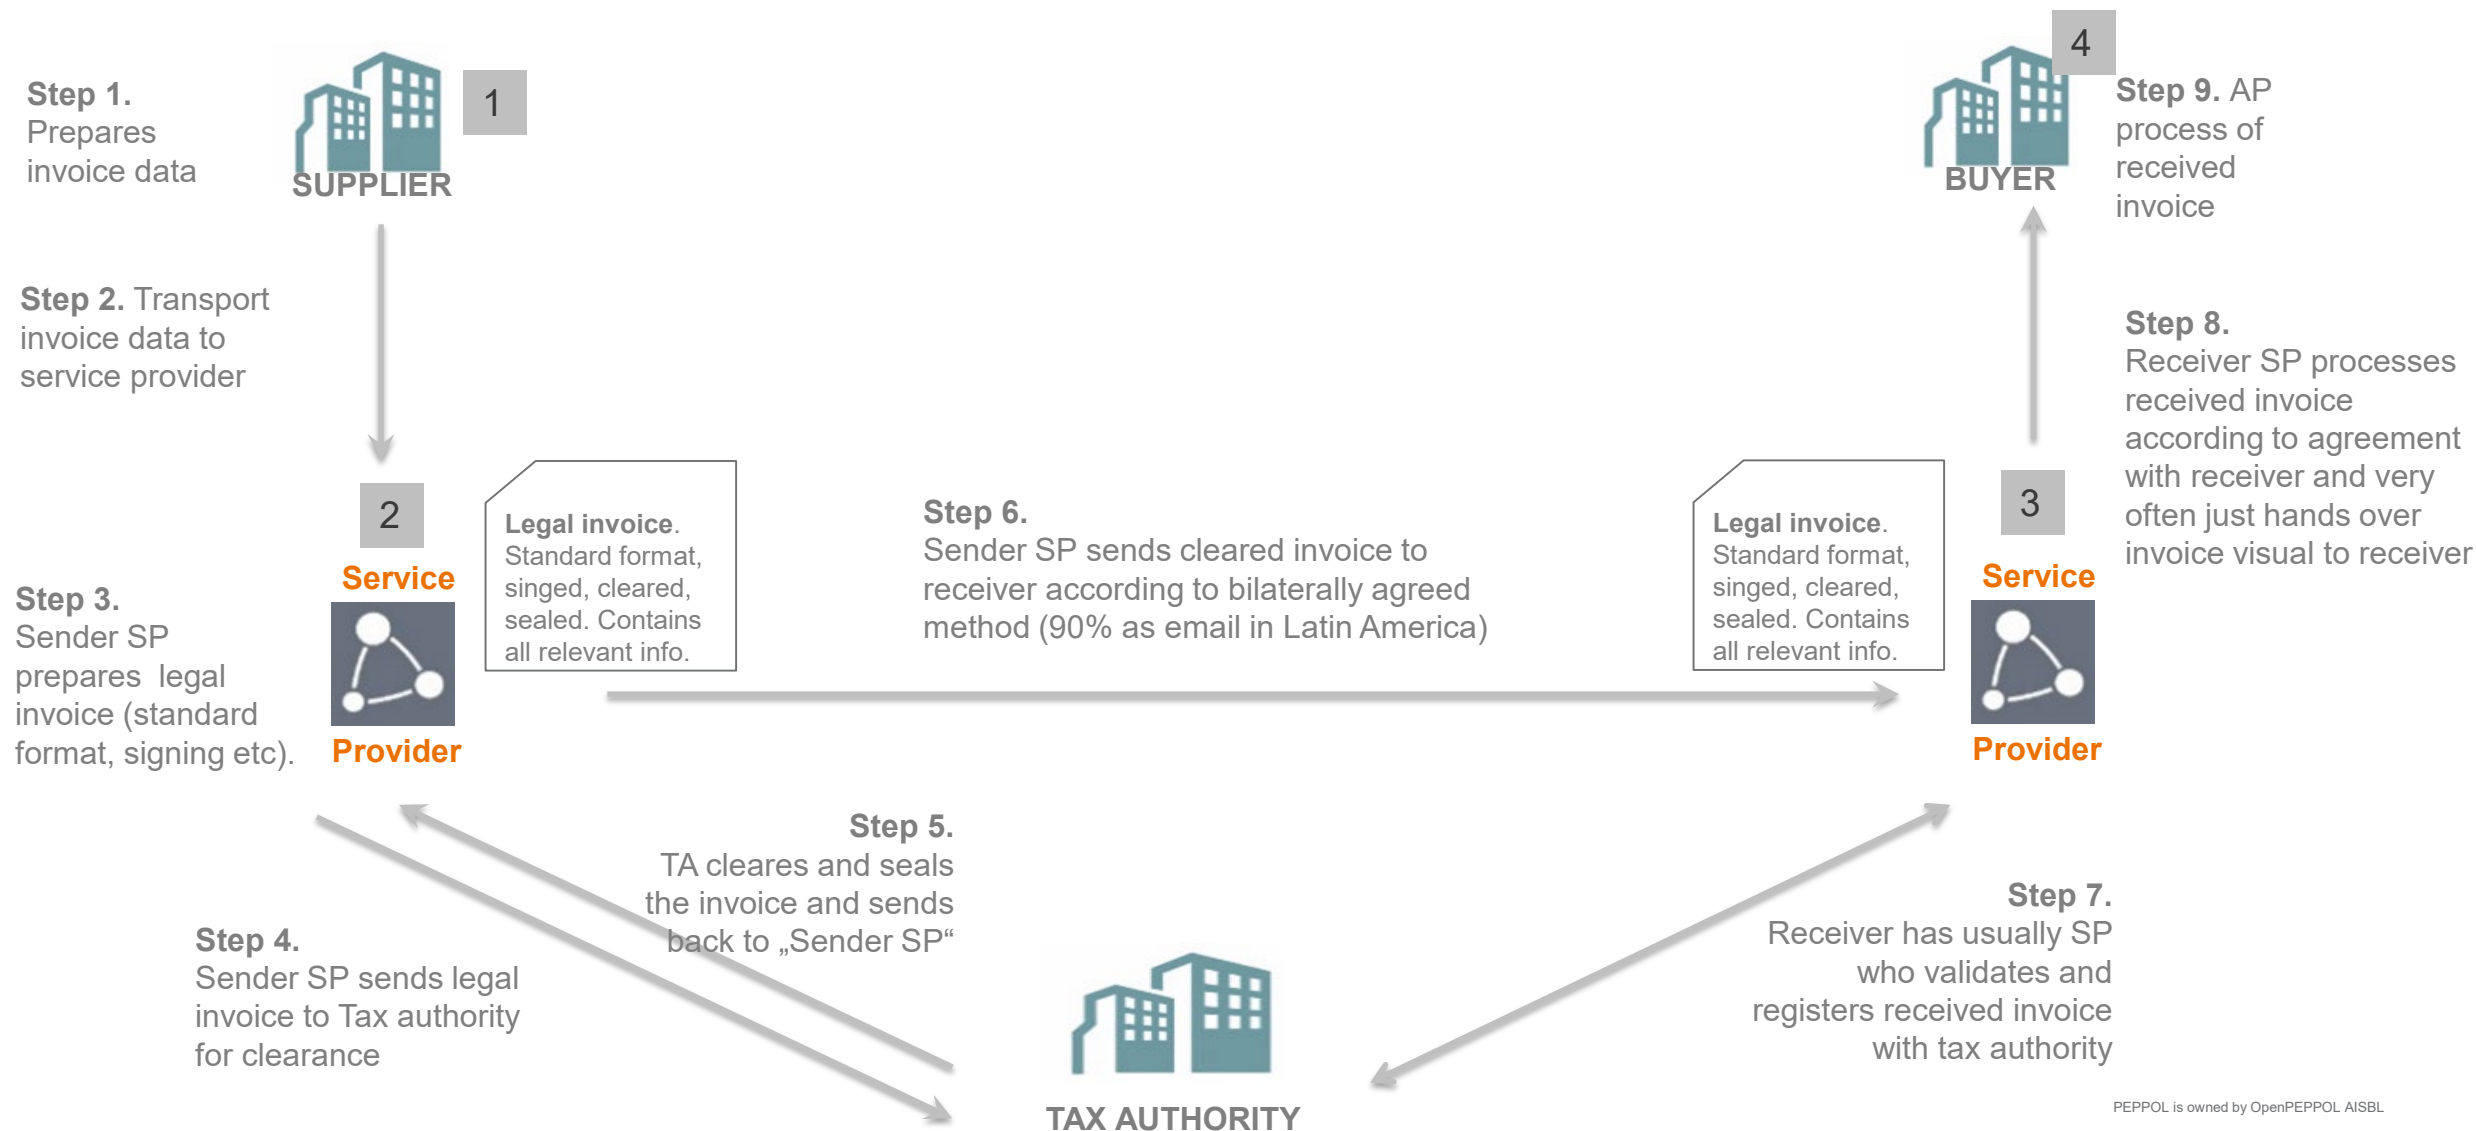 Step 1.
Prepares
invoice data
SUPPLIER
1
Step 2. Transport
invoice data to
service provider
2
Service
Provider
Step 3.
Sender SP
prepares  legal
invoice (standard
format, signing etc).
Legal invoice.
Standard format,
singed, cleared,
sealed. Contains
all relevant info.
Step 4.
Sender SP sends legal
invoice to Tax authority
for clearance
Step 5.
TA cleares and seals
the invoice and sends
back to „Sender SP“
TAX AUTHORITY
Step 6.
Sender SP sends cleared invoice to
receiver according to bilaterally agreed
method (90% as email in Latin America)
Legal invoice.
Standard format,
singed, cleared,
sealed. Contains
all relevant info.
3
Service
Provider
Step 7.
Receiver has usually SP
who validates and
registers received invoice
with tax authority
Step 8.
Receiver SP processes
received invoice
according to agreement
with receiver and very
often just hands over
invoice visual to receiver
4
BUYER
Step 9. AP
process of
received
invoice
PEPPOL is owned by OpenPEPPOL AISBL